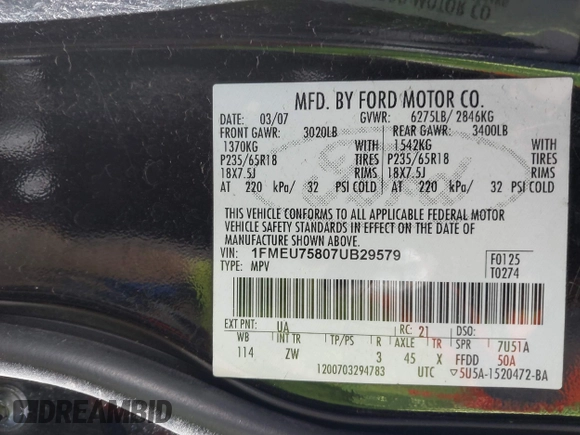 FORD MOTOR CO
MFD. BY FORD MOTOR CO.
DATE: 03/07 GVWR: 6275LB/ 2846KG
FRONT GAWR: 3020LB REAR GAWR: 3400LB
1370KG WITH 1542KG WITH
P235/65R18 TIRES P235/65R18 TIRES
18X7.5J RIMS 18X7.5J RIMS
AT 220 kPa/ 32 PSI COLD AT 220 kPa/ 32 PSI COLD
Ford
THIS VEHICLE CONFORMS TO ALL APPLICABLE FEDERAL MOTOR
VEHICLE SAFETY STANDARDS IN EFFECT ON THE DATE OF
MANUFACTURE SHOWN ABOVE.
VIN: 1FMEU75807UB29579
TYPE: MPV
F0125
T0274
EXT PNT: UA RC: 21 DSO:
WB INT TR TP/PS R AXLE TR SPR 7U51A
114 ZW 3 45 X FFDD 50A
1200703294783 UTC ▽5U5A-1520472-BA
DREAMBID